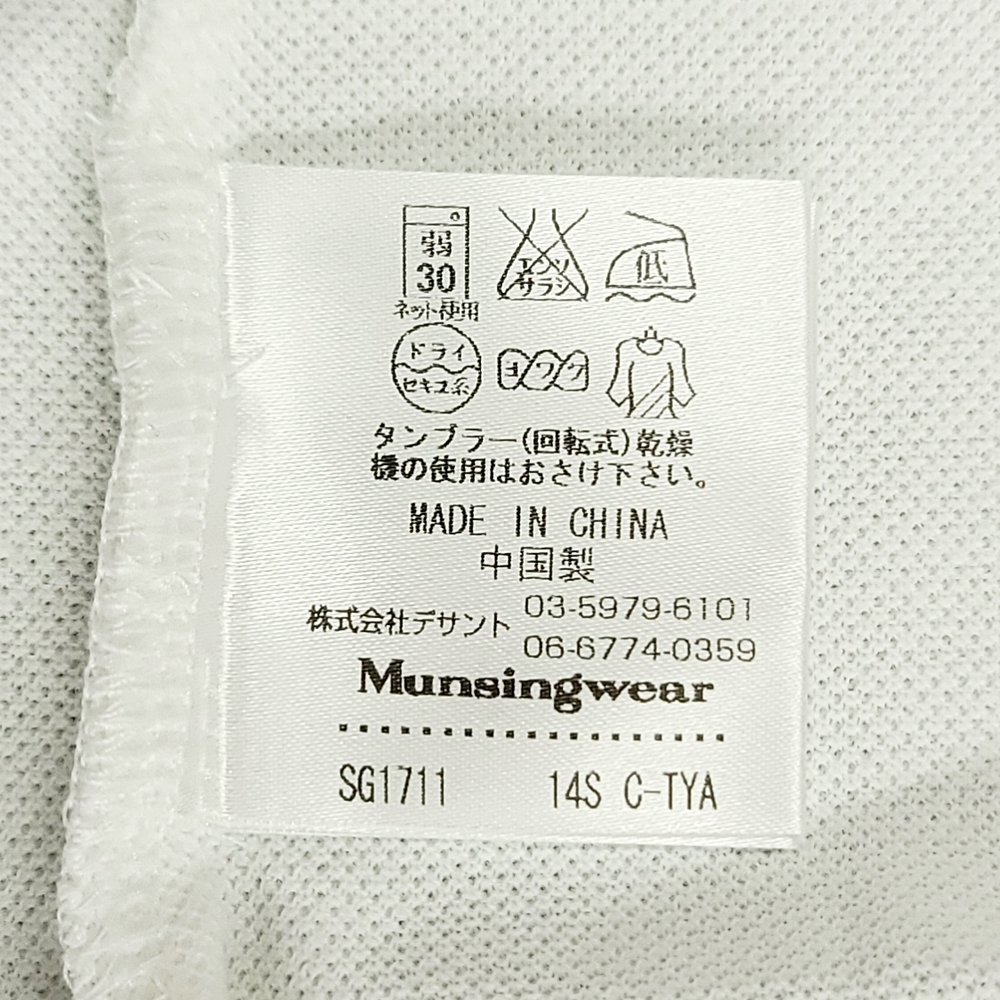 弱
30
ネット使用
エンソ
サラシ
低
ドライ
セキユ系
ヨワク
タンブラー(回転式)乾燥
機の使用はおさけ下さい。
MADE IN CHINA
中国製
株式会社デサント 03-5979-6101
06-6774-0359
Munsingwear
SG1711 14S C-TYA